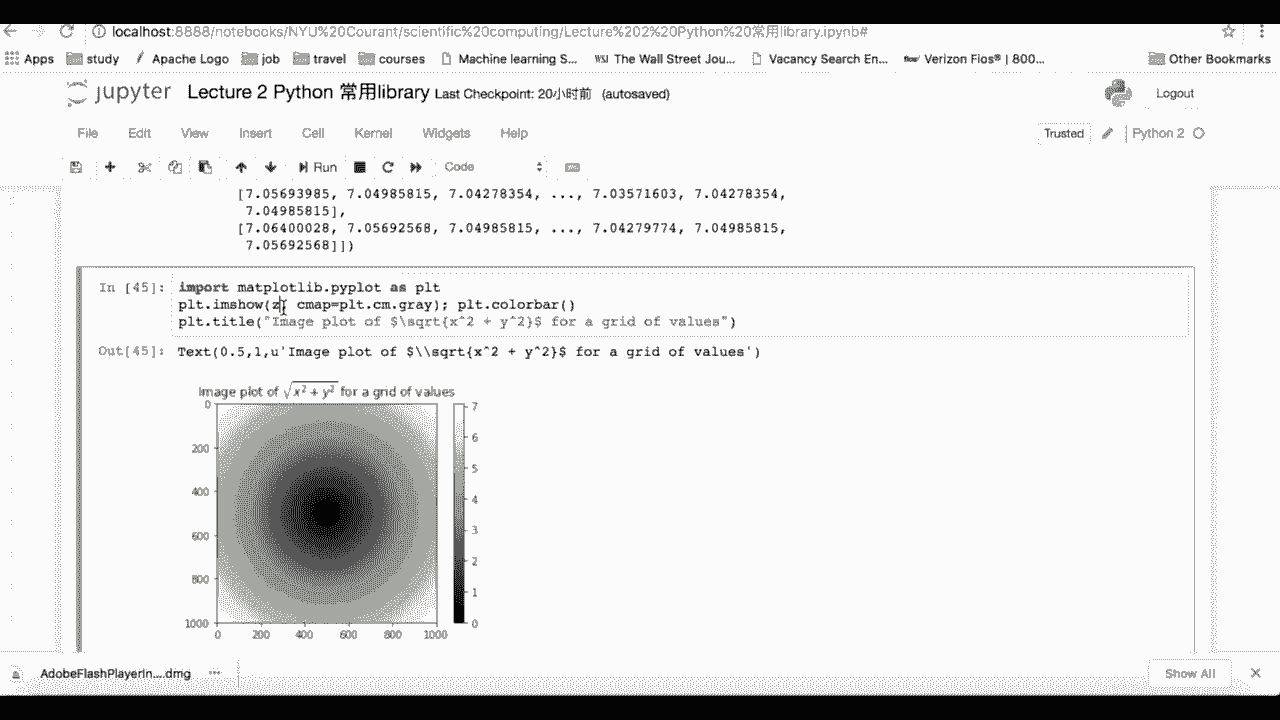 localhost:8888/notebooks/NYU%20Courant/scientific%20computing/Lecture%202%20Python%20常用library.ipynb#
Apps study Apache Logo job travel courses Machine learning S... WSJ The Wall Street Jou... Vacancy Search En... Verizon Fios® | 800... Other Bookmarks
jupyter Lecture 2 Python 常用library Last Checkpoint: 20小时前 (autosaved) Logout
File Edit View Insert Cell Kernel Widgets Help Trusted Python 2
Run Code
[7.05693985, 7.04985815, 7.04278354, ..., 7.03571603, 7.04278354,
7.04985815],
[7.06400028, 7.05692568, 7.04985815, ..., 7.04279774, 7.04985815,
7.05692568]])
In [45]: import matplotlib.pyplot as plt
plt.imshow(z, cmap=plt.cm.gray); plt.colorbar()
plt.title("Image plot of $\sqrt{x^2 + y^2}$ for a grid of values")
Out[45]: Text(0.5,1,u'Image plot of $\\sqrt{x^2 + y^2}$ for a grid of values')
Image plot of √x² + y² for a grid of values
0
200
400
600
800
1000
0 200 400 600 800 1000
7
6
5
4
3
2
1
0
AdobeFlashPlayerIn....dmg Show All